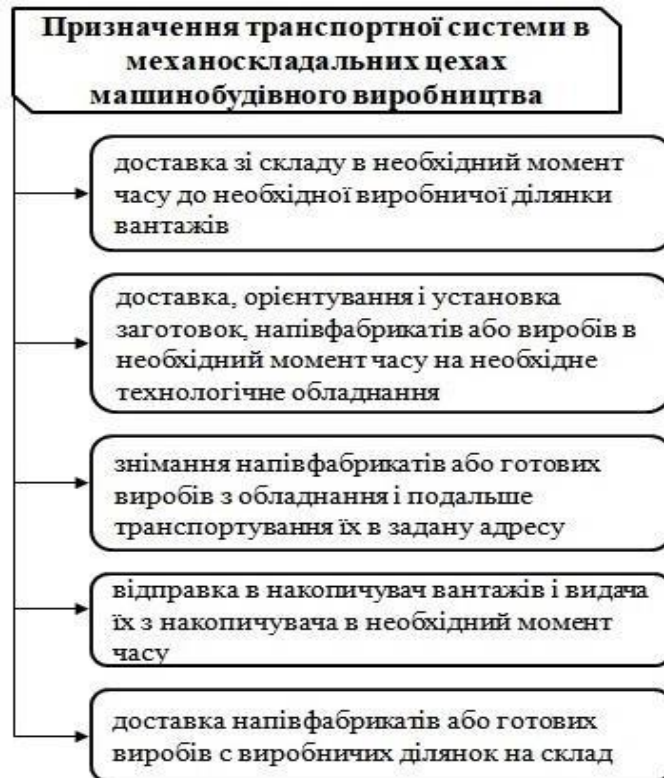 Призначення транспортної системи в
механоскладальних цехах
машинобудівного виробництва
доставка зі складу в необхідний момент
часу до необхідної виробничої ділянки
вантажів
доставка, орієнтування і установка
заготовок, напівфабрикатів або виробів в
необхідний момент часу на необхідне
технологічне обладнання
знімання напівфабрикатів або готових
виробів з обладнання і подальше
транспортування їх в задану адресу
відправка в накопичувач вантажів і видача
їх з накопичувача в необхідний момент
часу
доставка напівфабрикатів або готових
виробів с виробничих ділянок на склад